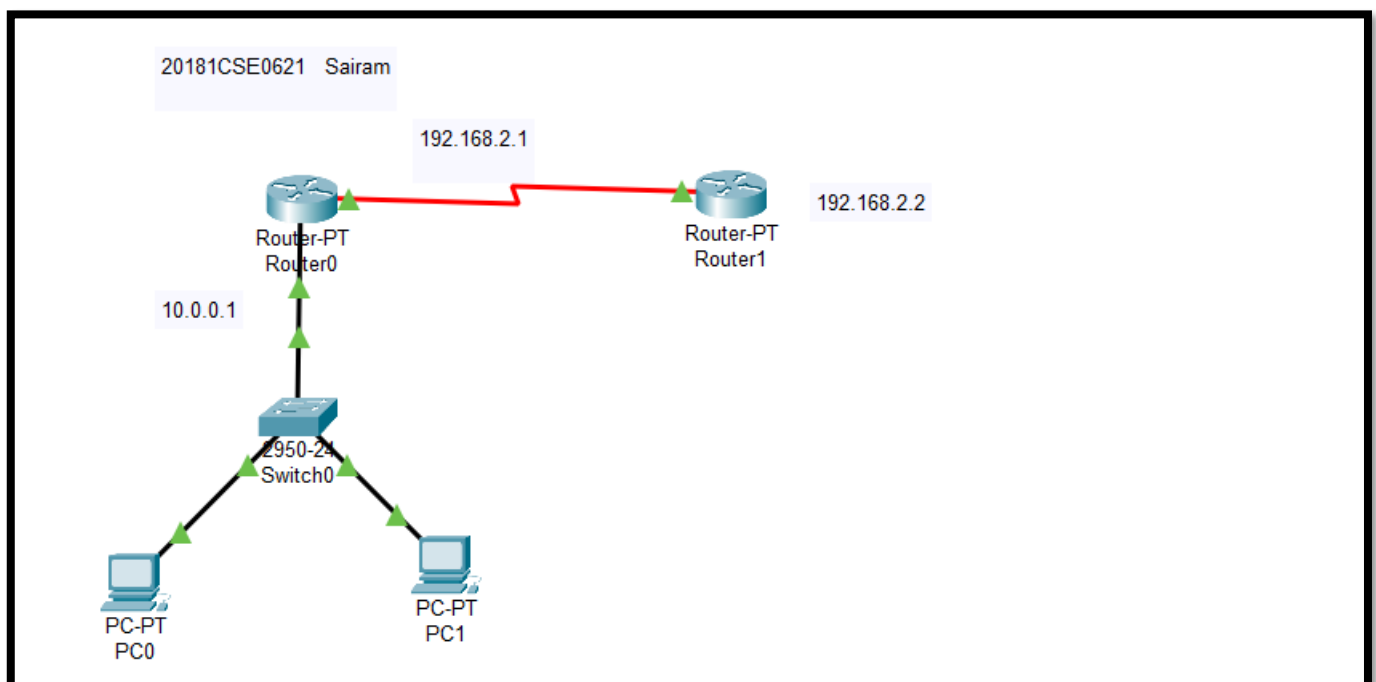 20181CSE0621 Sairam
192.168.2.1
192.168.2.2
Router-PT
Router0
Router-PT
Router1
10.0.0.1
2950-24
Switch0
PC-PT
PC0
PC-PT
PC1